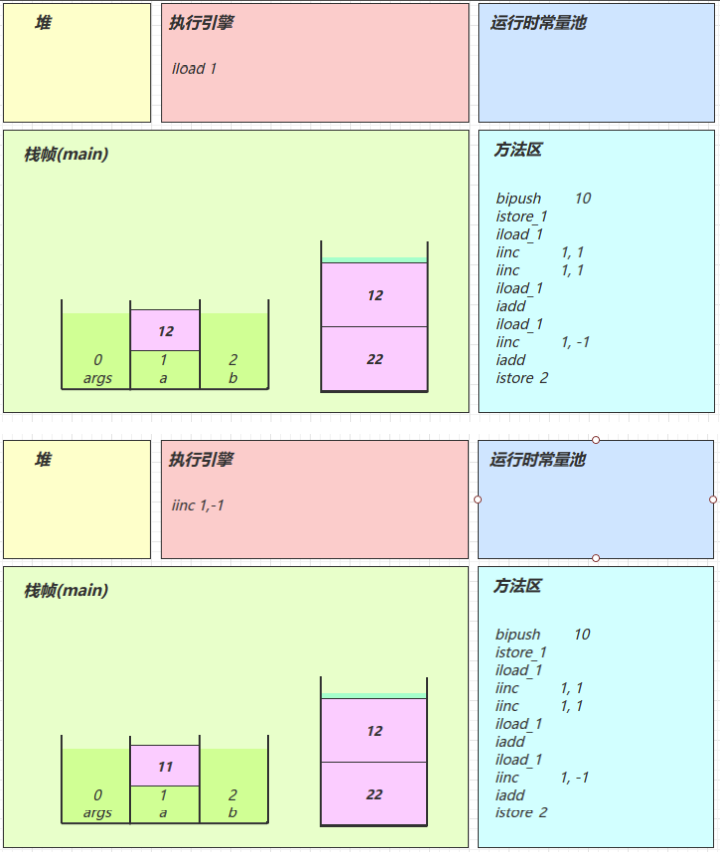 堆
执行引擎
iload 1
运行时常量池
栈帧(main)
12
0
args
1
a
2
b
12
22
方法区
bipush 10
istore_1
iload_1
iinc 1, 1
iinc 1, 1
iload_1
iadd
iload_1
iinc 1, -1
iadd
istore 2
堆
执行引擎
iinc 1,-1
运行时常量池
栈帧(main)
11
0
args
1
a
2
b
12
22
方法区
bipush 10
istore_1
iload_1
iinc 1, 1
iinc 1, 1
iload_1
iadd
iload_1
iinc 1, -1
iadd
istore 2